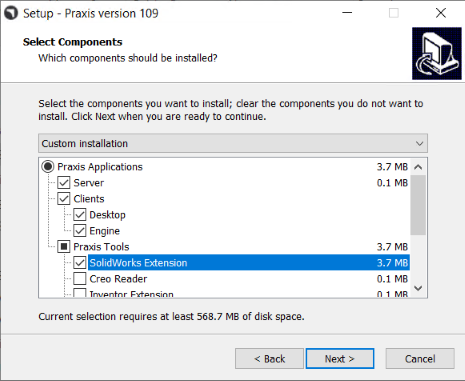 Setup - Praxis version 109
Select Components
Which components should be installed?
Select the components you want to install; clear the components you do not want to
install. Click Next when you are ready to continue.
Custom installation
Praxis Applications 3.7 MB
Server 0.1 MB
Clients
Desktop
Engine
Praxis Tools 3.7 MB
SolidWorks Extension 3.7 MB
Creo Reader 0.1 MB
Inventor Extension 0.1 MB
Current selection requires at least 568.7 MB of disk space.
< Back Next > Cancel